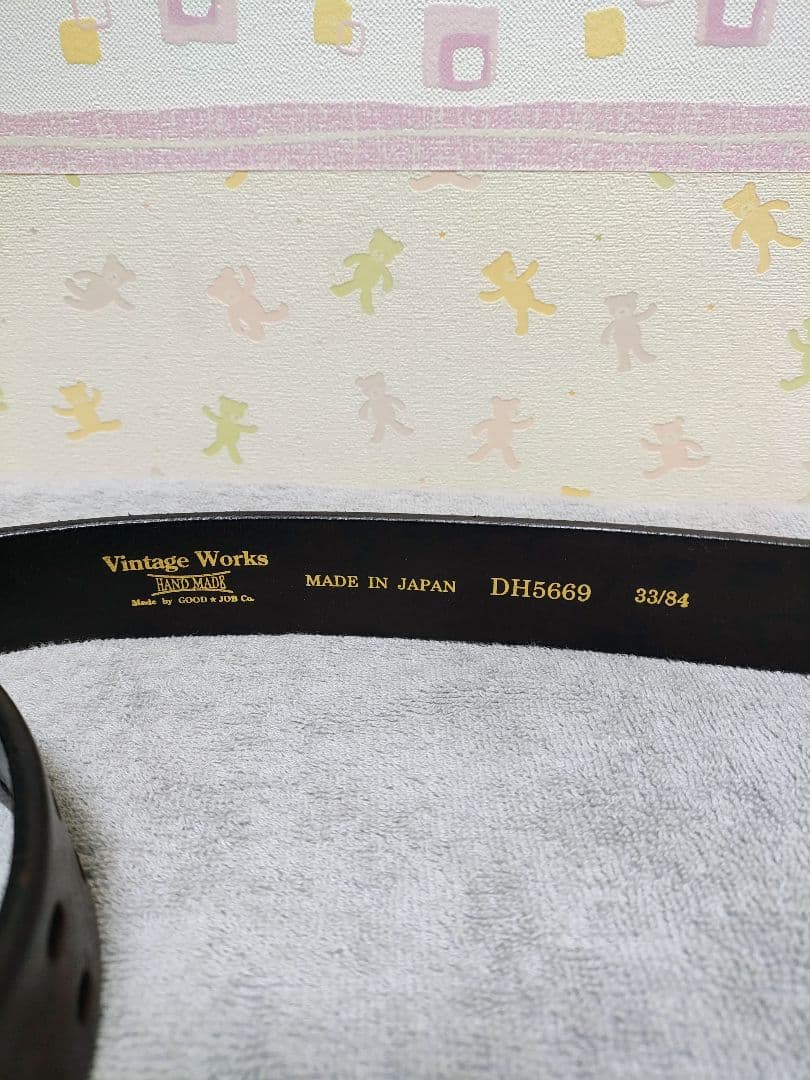 Vintage Works
HAND MADE
Made by GOOD★JOB Co.
MADE IN JAPAN
DH5669
33/84